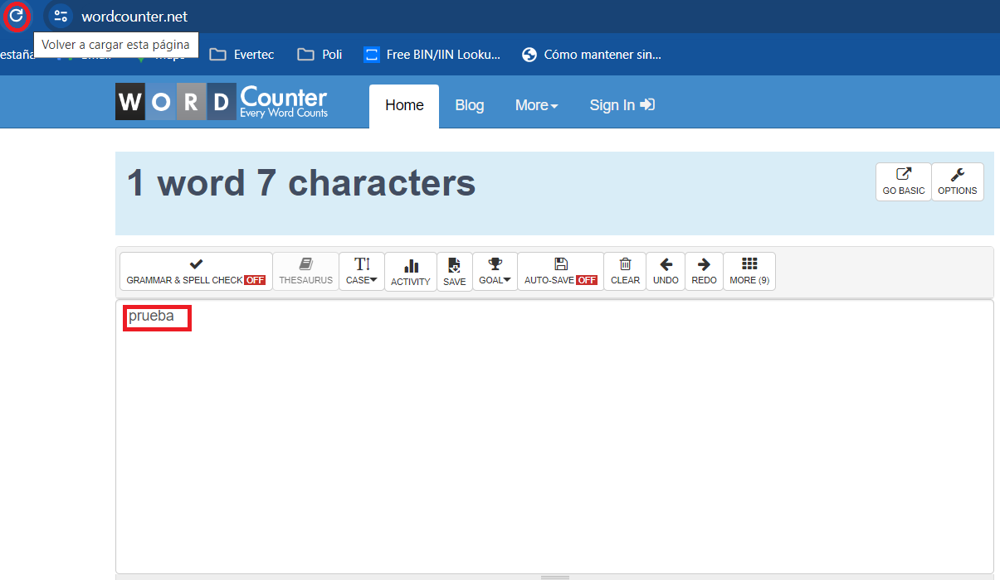 wordcounter.net
Volver a cargar esta página
estaña
Evertec
Poli
Free BIN/IIN Looku...
Cómo mantener sin...
WORD Counter
Every Word Counts
Home
Blog
More
Sign In
1 word 7 characters
GO BASIC
OPTIONS
GRAMMAR & SPELL CHECK OFF
THESAURUS
CASE
ACTIVITY
SAVE
GOAL
AUTO-SAVE OFF
CLEAR
UNDO
REDO
MORE (9)
prueba